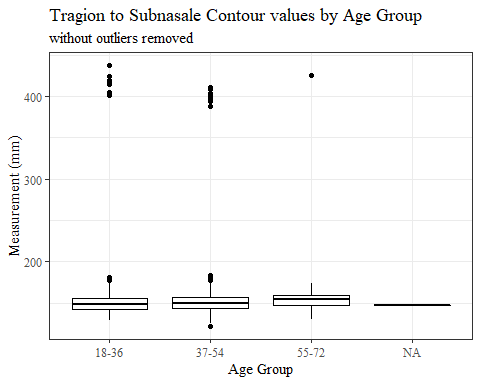 Tragion to Subnasale Contour values by Age Group
without outliers removed
Measurement (mm)
400
300
200
18-36
37-54
55-72
NA
Age Group